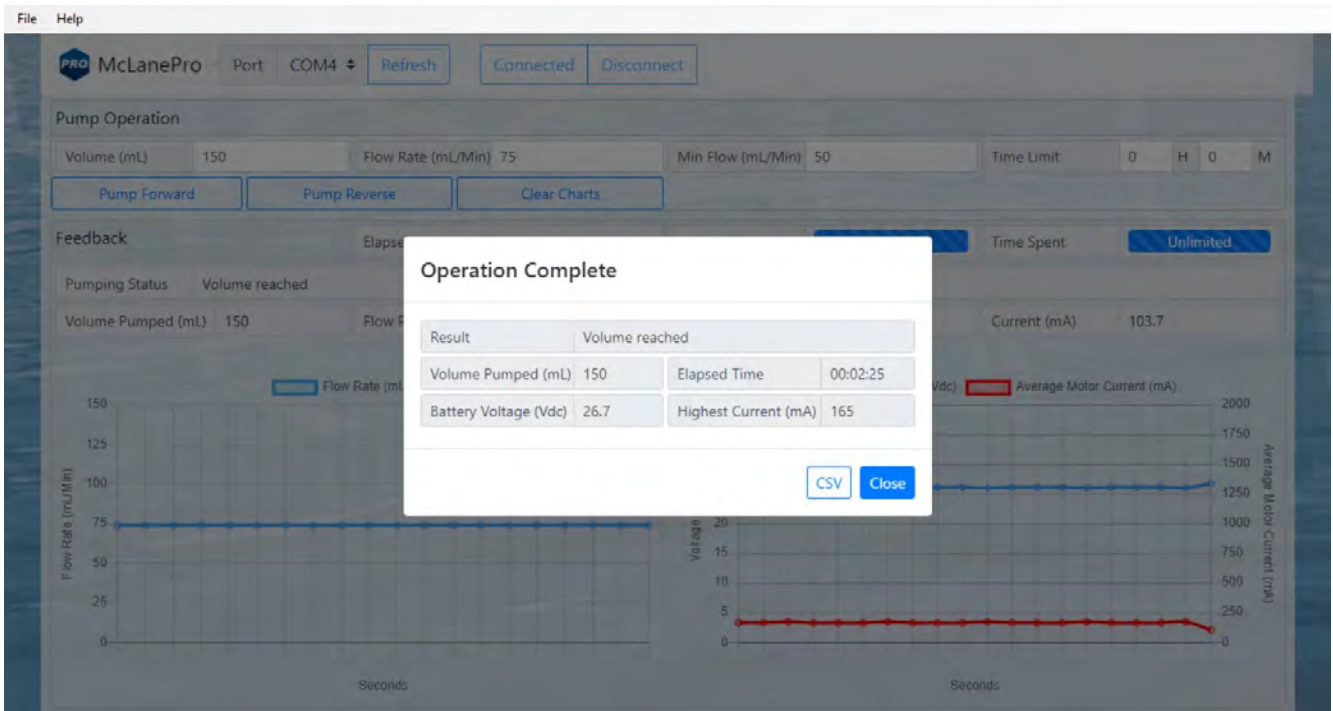 File Help
PRO McLanePro Port COM4 Refresh Connected Disconnect
Pump Operation
Volume (mL) 150 Flow Rate (mL/Min) 75 Min Flow (mL/Min) 50 Time Limit 0 H 0 M
Pump Forward Pump Reverse Clear Charts
Feedback Time Spent Unlimited
Pumping Status Volume reached
Volume Pumped (mL) 150 Current (mA) 103.7
Operation Complete
Result Volume reached
Volume Pumped (mL) 150 Elapsed Time 00:02:25
Battery Voltage (Vdc) 26.7 Highest Current (mA) 165
CSV Close
Flow Rate
150
125
100
75
50
25
0
Flow Rate (mL/Min)
Seconds
Average Motor Current (mA)
20
15
10
5
0
2000
1750
1500
1250
1000
750
500
250
0
Average Motor Current (mA)
Seconds